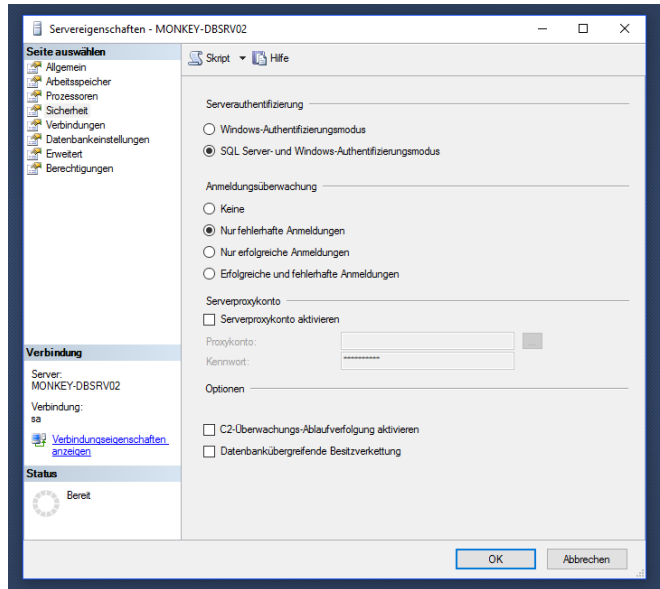 Servereigenschaften - MONKEY-DBSRV02
Seite auswählen
Allgemein
Arbeitsspeicher
Prozessoren
Sicherheit
Verbindungen
Datenbankeinstellungen
Erweitert
Berechtigungen
Skript
Hilfe
Serverauthentifizierung
Windows-Authentifizierungsmodus
SQL Server- und Windows-Authentifizierungsmodus
Anmeldungsüberwachung
Keine
Nur fehlerhafte Anmeldungen
Nur erfolgreiche Anmeldungen
Erfolgreiche und fehlerhafte Anmeldungen
Serverproxykonto
Serverproxykonto aktivieren
Proxykonto:
...
Kennwort:
**********
Optionen
C2-Überwachungs-Ablaufverfolgung aktivieren
Datenbankübergreifende Besitzverkettung
Verbindung
Server:
MONKEY-DBSRV02
Verbindung:
sa
Verbindungseigenschaften
anzeigen
Status
Bereit
OK
Abbrechen